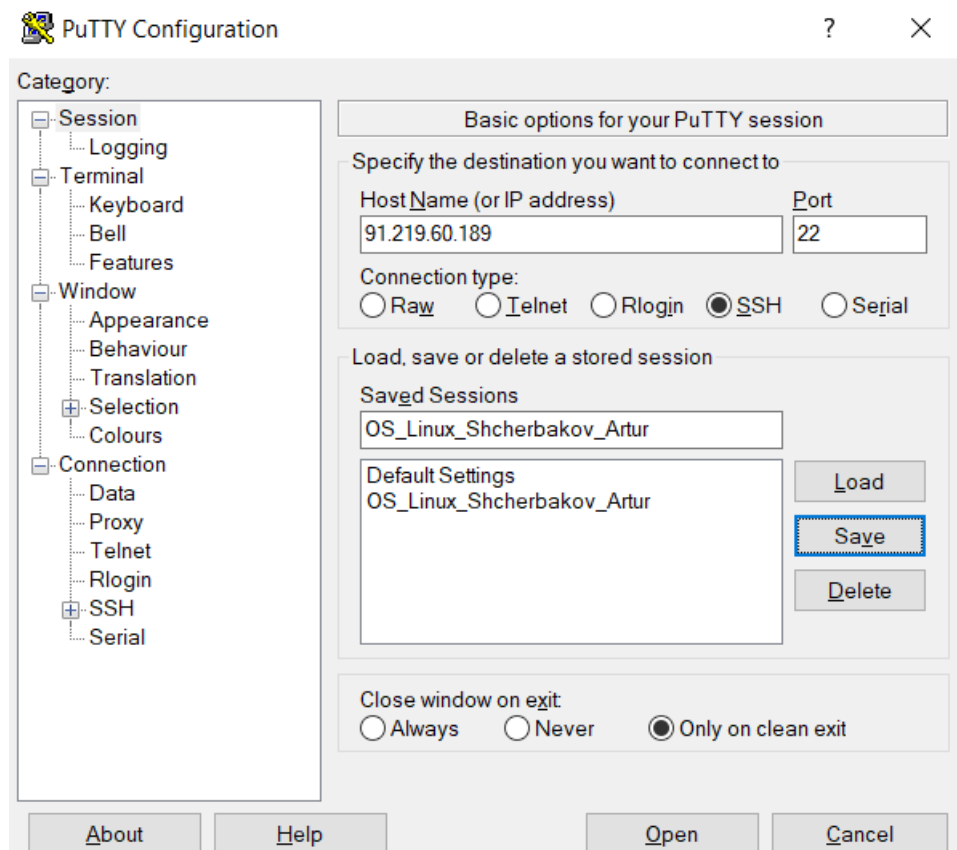 PuTTY Configuration
?
Category:
Session
Logging
Terminal
Keyboard
Bell
Features
Window
Appearance
Behaviour
Translation
Selection
Colours
Connection
Data
Proxy
Telnet
Rlogin
SSH
Serial
Basic options for your PuTTY session
Specify the destination you want to connect to
Host Name (or IP address) Port
91.219.60.189 22
Connection type:
Raw Telnet Rlogin SSH Serial
Load, save or delete a stored session
Saved Sessions
OS_Linux_Shcherbakov_Artur
Default Settings
OS_Linux_Shcherbakov_Artur
Load
Save
Delete
Close window on exit:
Always Never Only on clean exit
About Help Open Cancel